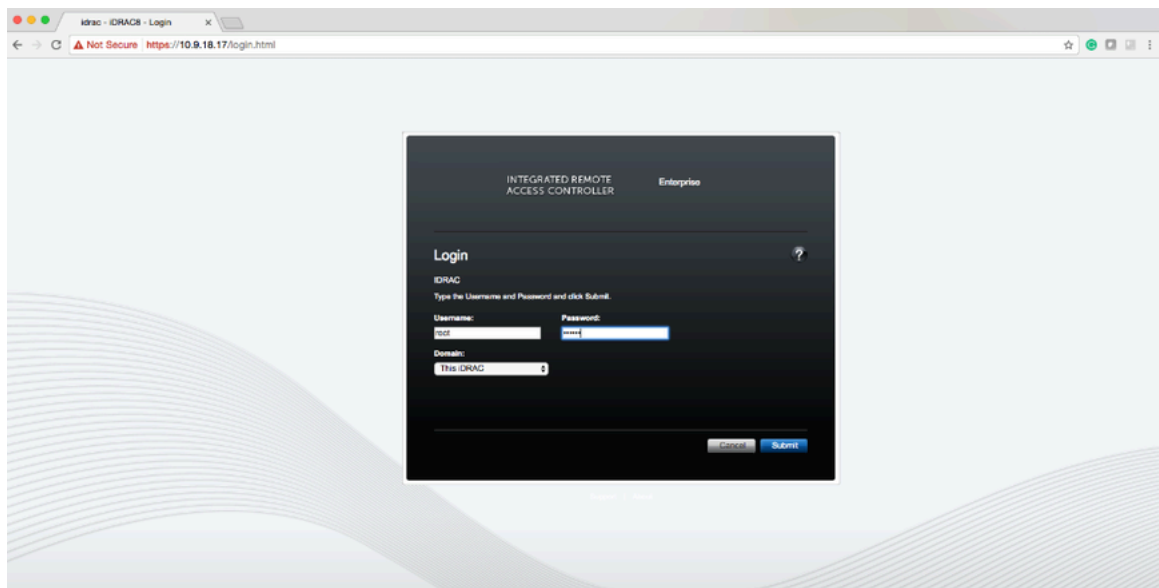 idrac - iDRAC8 - Login
Not Secure https://10.9.18.17/login.html
INTEGRATED REMOTE
ACCESS CONTROLLER
Enterprise
Login
?
IDRAC
Type the Username and Password and click Submit.
Username: Password:
root ••••••
Domain:
This iDRAC
Cancel Submit